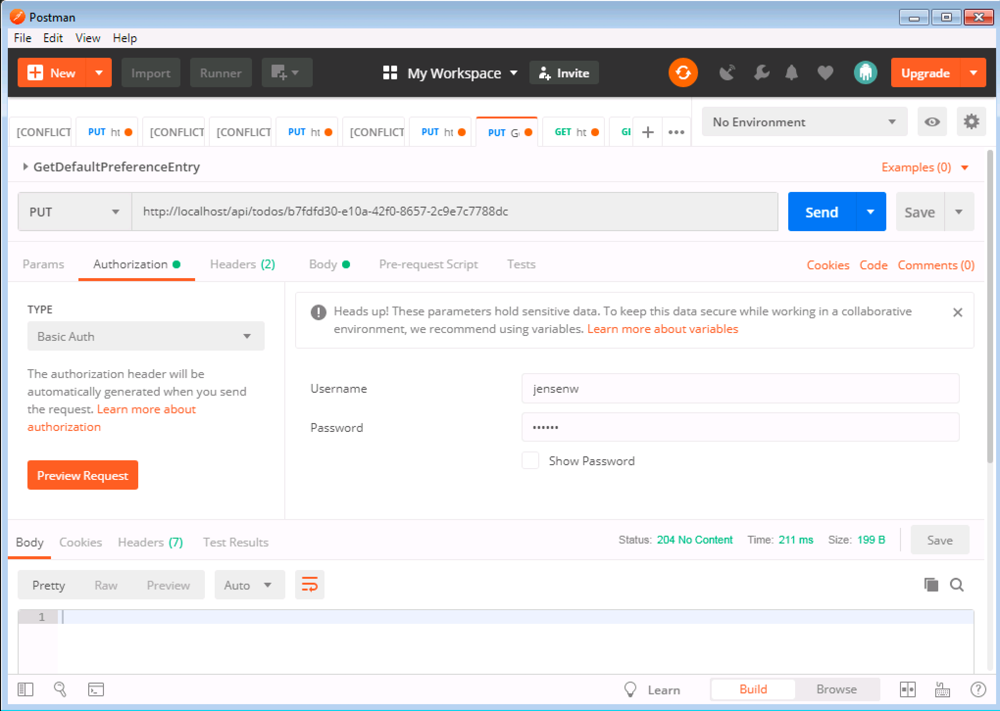 Postman
File Edit View Help
New Import Runner My Workspace Invite Upgrade
[CONFLICT PUT ht [CONFLICT [CONFLICT PUT ht [CONFLICT PUT ht PUT G GET ht GE No Environment
GetDefaultPreferenceEntry Examples (0)
PUT http://localhost/api/todos/b7fdfd30-e10a-42f0-8657-2c9e7c7788dc Send Save
Params Authorization Headers (2) Body Pre-request Script Tests Cookies Code Comments (0)
TYPE
Basic Auth
The authorization header will be
automatically generated when you send
the request. Learn more about
authorization
Preview Request
Heads up! These parameters hold sensitive data. To keep this data secure while working in a collaborative
environment, we recommend using variables. Learn more about variables
Username jensenw
Password ••••••
Show Password
Body Cookies Headers (7) Test Results Status: 204 No Content Time: 211 ms Size: 199 B Save
Pretty Raw Preview Auto
1
Learn Build Browse